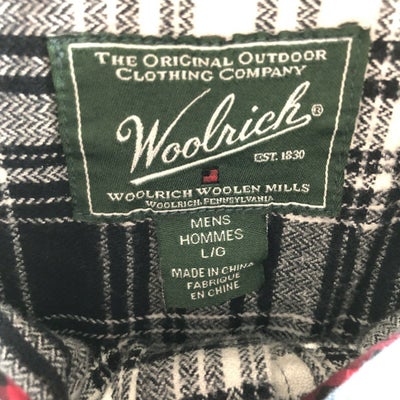 THE ORIGINAL OUTDOOR
CLOTHING COMPANY
Woolrich®
EST. 1830
WOOLRICH WOOLEN MILLS
WOOLRICH, PENNSYLVANIA
MENS
HOMMES
L/G
MADE IN CHINA
FABRIQUE
EN CHINE